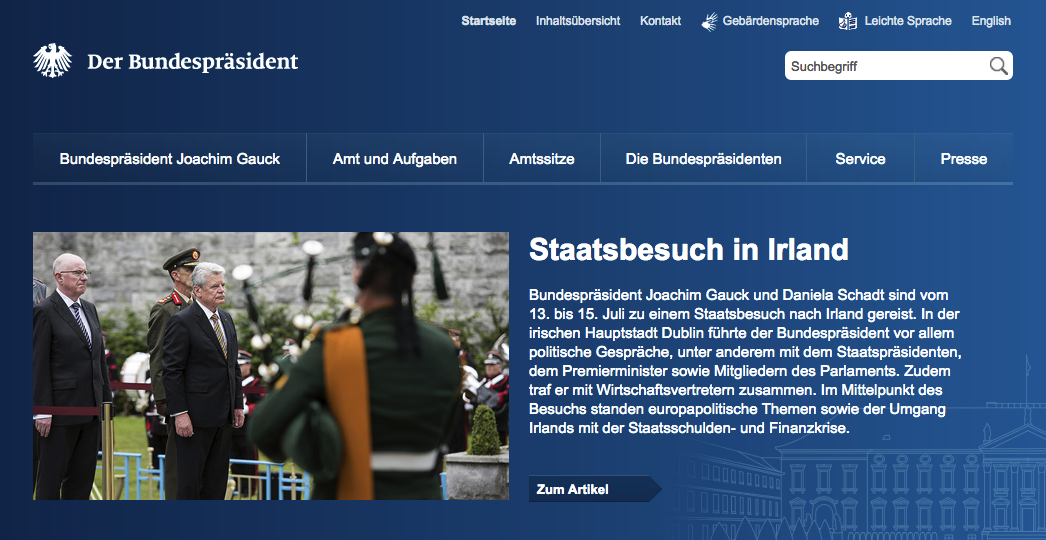 Startseite Inhaltsübersicht Kontakt Gebärdensprache Leichte Sprache English
Der Bundespräsident
Suchbegriff
Bundespräsident Joachim Gauck Amt und Aufgaben Amtssitze Die Bundespräsidenten Service Presse
Staatsbesuch in Irland
Bundespräsident Joachim Gauck und Daniela Schadt sind vom
13. bis 15. Juli zu einem Staatsbesuch nach Irland gereist. In der
irischen Hauptstadt Dublin führte der Bundespräsident vor allem
politische Gespräche, unter anderem mit dem Staatspräsidenten,
dem Premierminister sowie Mitgliedern des Parlaments. Zudem
traf er mit Wirtschaftsvertretern zusammen. Im Mittelpunkt des
Besuchs standen europapolitische Themen sowie der Umgang
Irlands mit der Staatsschulden- und Finanzkrise.
Zum Artikel